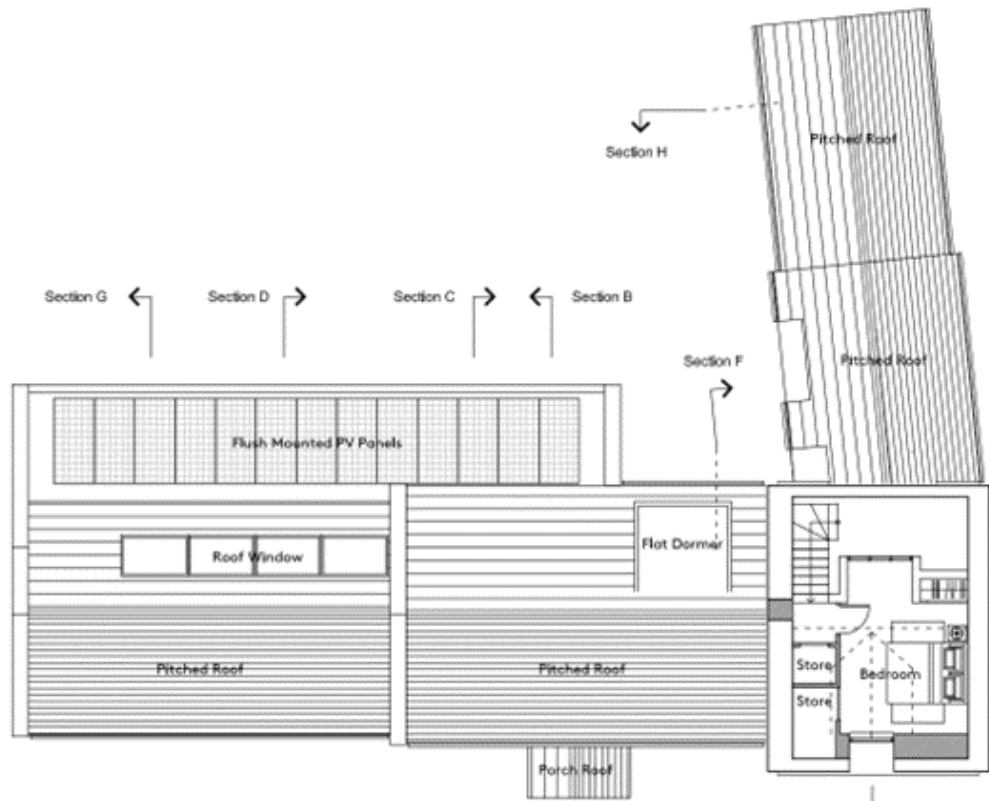 Pitched Roof
Section H
Section G
Section D
Section C
Section B
Section F
Pitched Roof
Flush Mounted PV Panels
Roof Window
Flat Dormer
Pitched Roof
Pitched Roof
Store
Bedroom
Store
Porch Roof